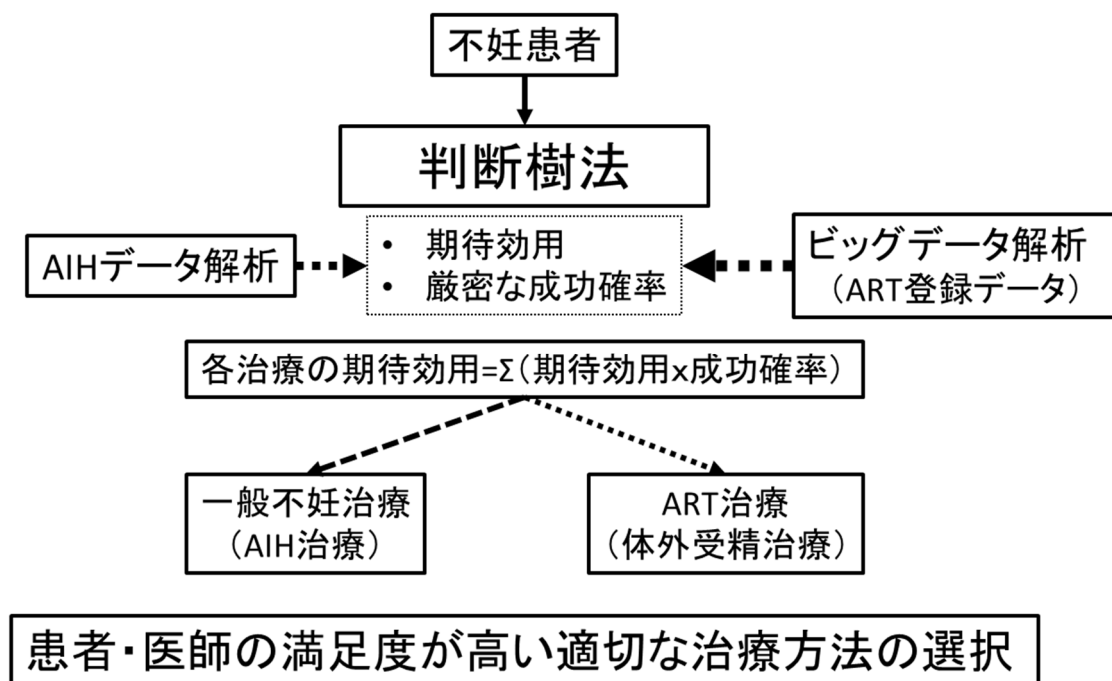 不妊患者
判断樹法
• 期待効用
• 厳密な成功確率
AIHデータ解析
ビッグデータ解析
（ART登録データ）
各治療の期待効用=Σ（期待効用x成功確率）
一般不妊治療
（AIH治療）
ART治療
（体外受精治療）
患者・医師の満足度が高い適切な治療方法の選択